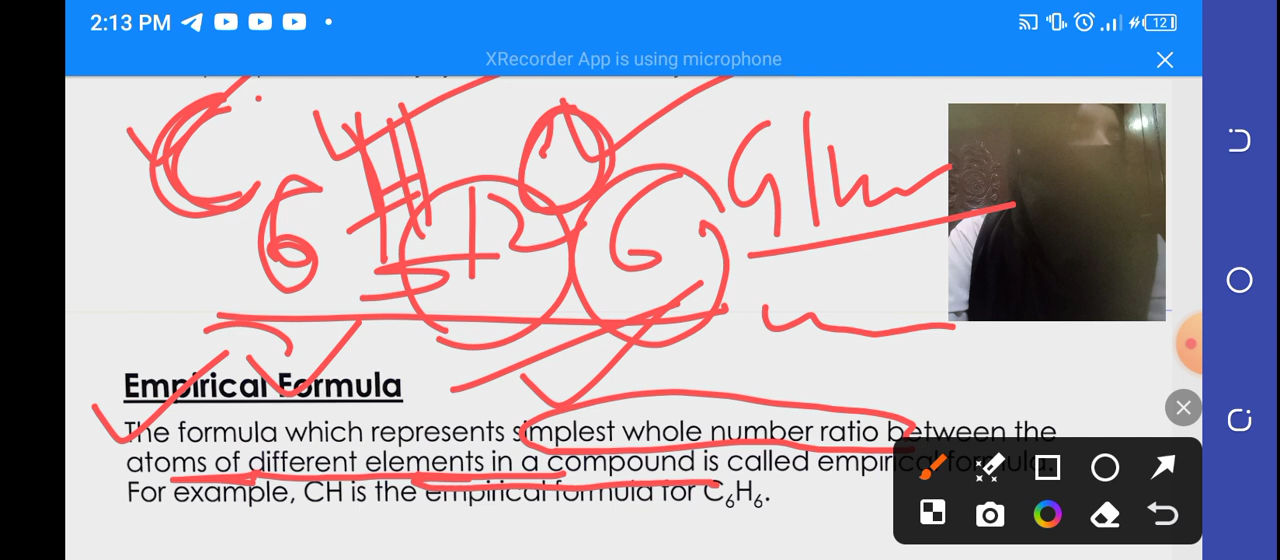 2:13 PM 12
XRecorder App is using microphone
C6H12O6 Glu
Empirical Formula
The formula which represents simplest whole number ratio between the
atoms of different elements in a compound is called empirical formula.
For example, CH is the empirical formula for C₆H₆.